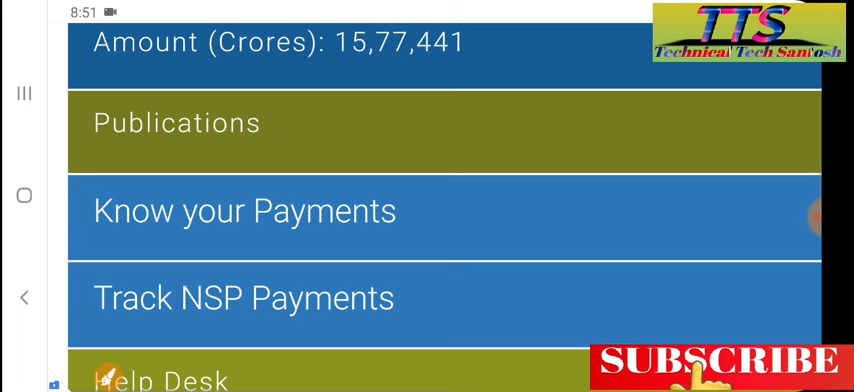 8:51
TTS
Technical Tech Santosh
Amount (Crores): 15,77,441
Publications
Know your Payments
Track NSP Payments
Help Desk
SUBSCRIBE